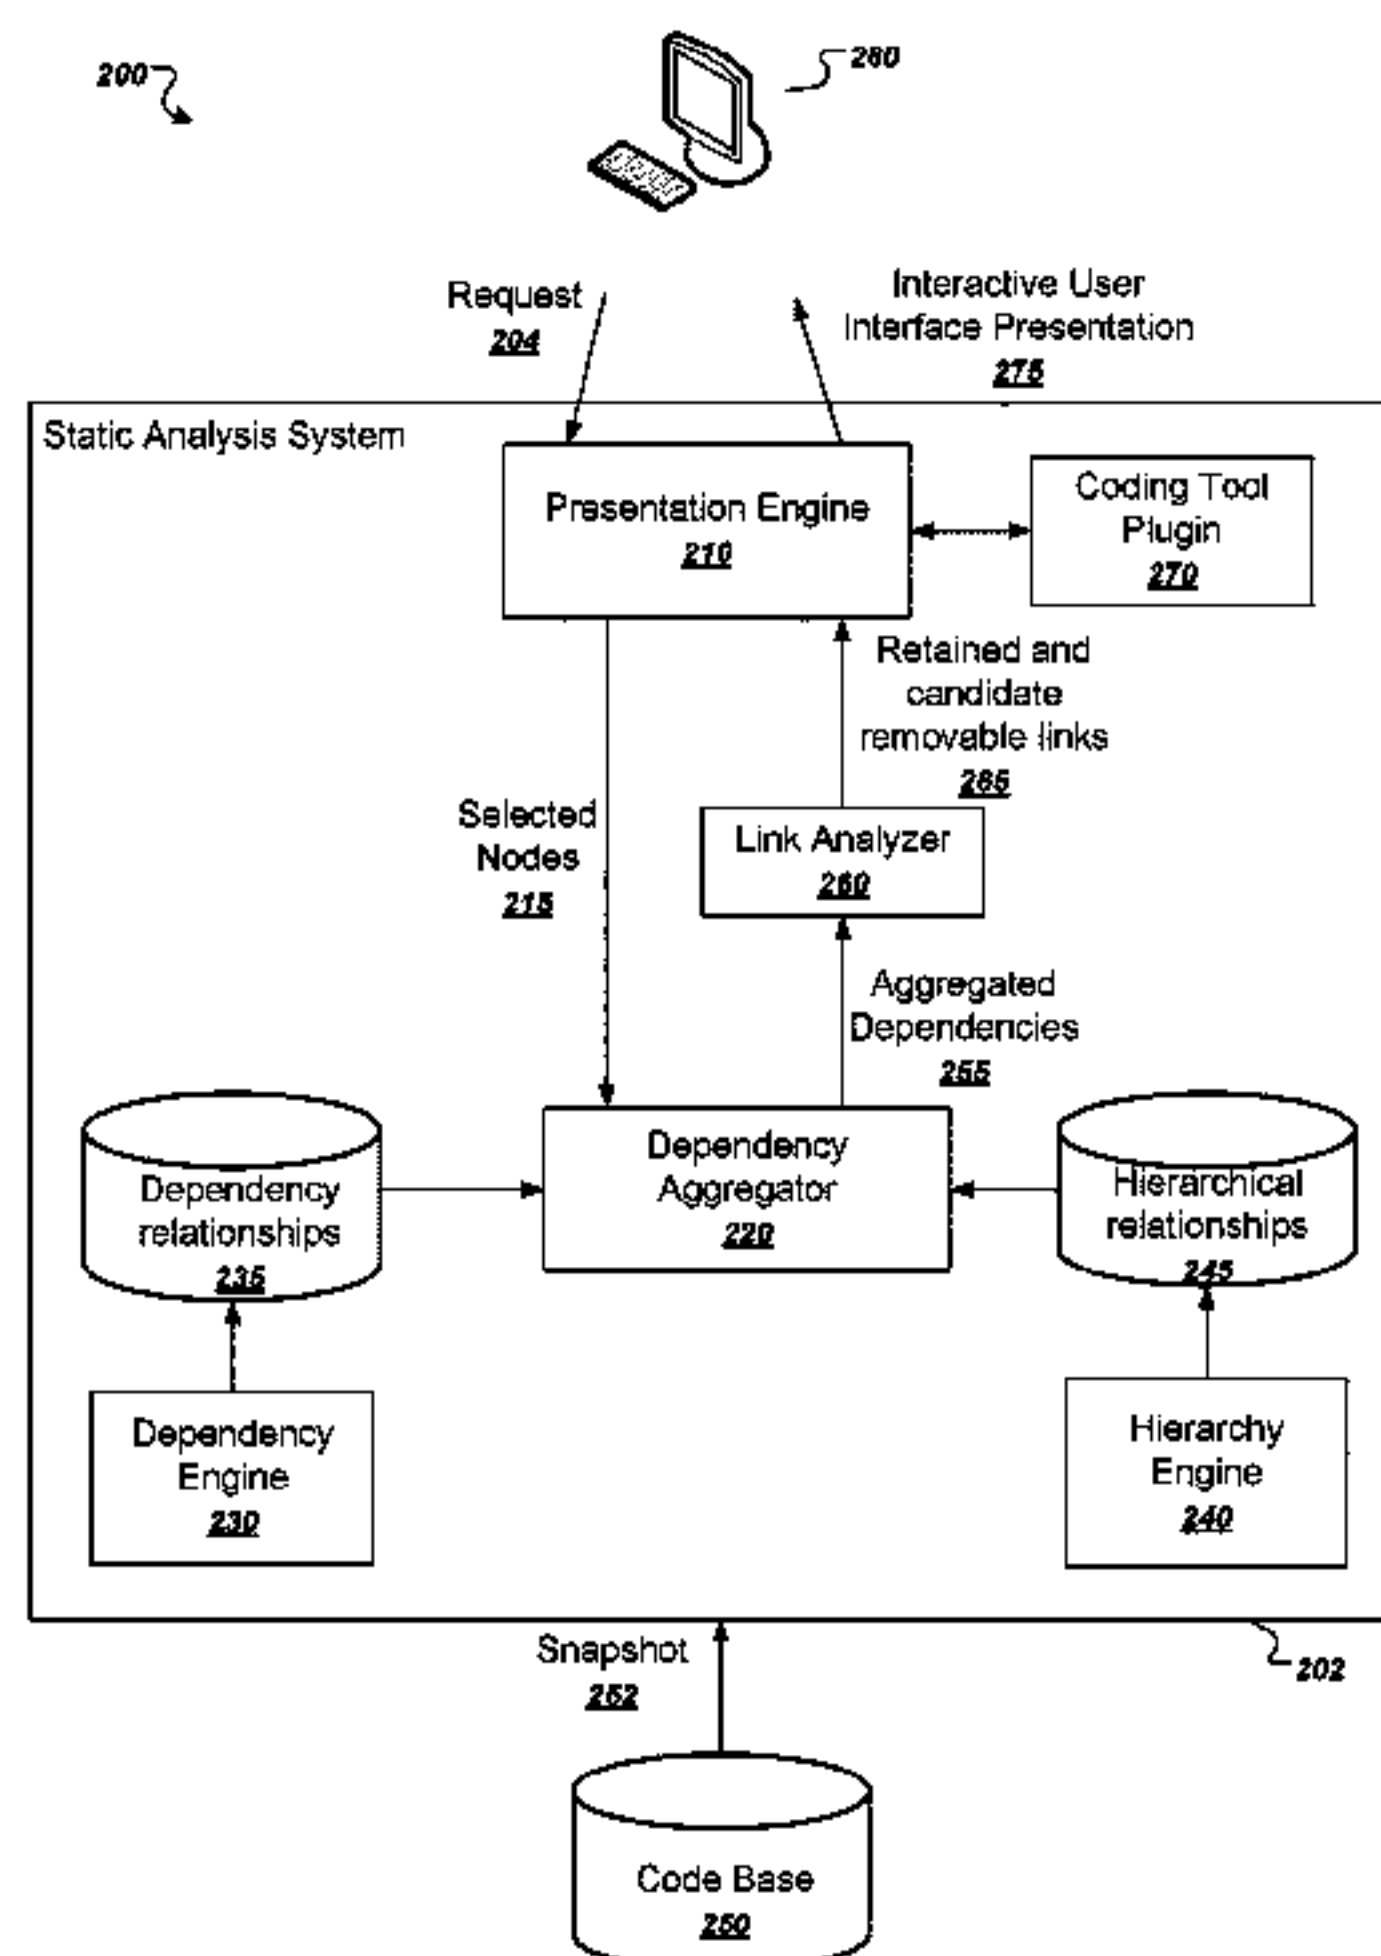 200
280
Request
204
Interactive User
Interface Presentation
275
Static Analysis System
Presentation Engine
210
Coding Tool
Plugin
270
Retained and
candidate
removable links
265
Selected
Nodes
215
Link Analyzer
260
Aggregated
Dependencies
255
Dependency
relationships
235
Dependency
Aggregator
220
Hierarchical
relationships
245
Dependency
Engine
230
Hierarchy
Engine
240
Snapshot
252
202
Code Base
250